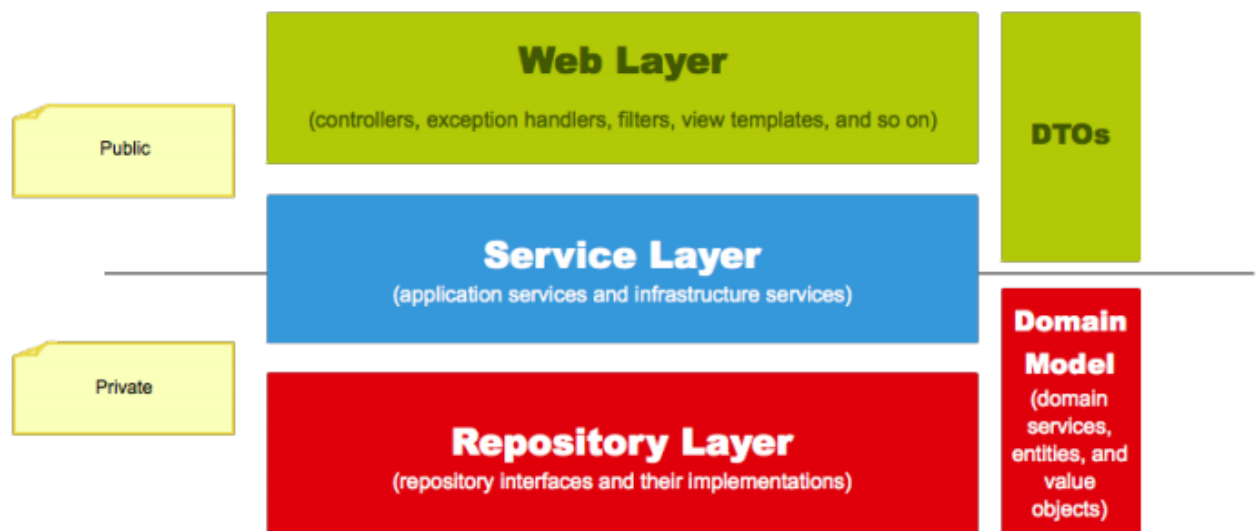 Web Layer
(controllers, exception handlers, filters, view templates, and so on)
DTOs
Public
Service Layer
(application services and infrastructure services)
Private
Repository Layer
(repository interfaces and their implementations)
Domain
Model
(domain
services,
entities, and
value
objects)